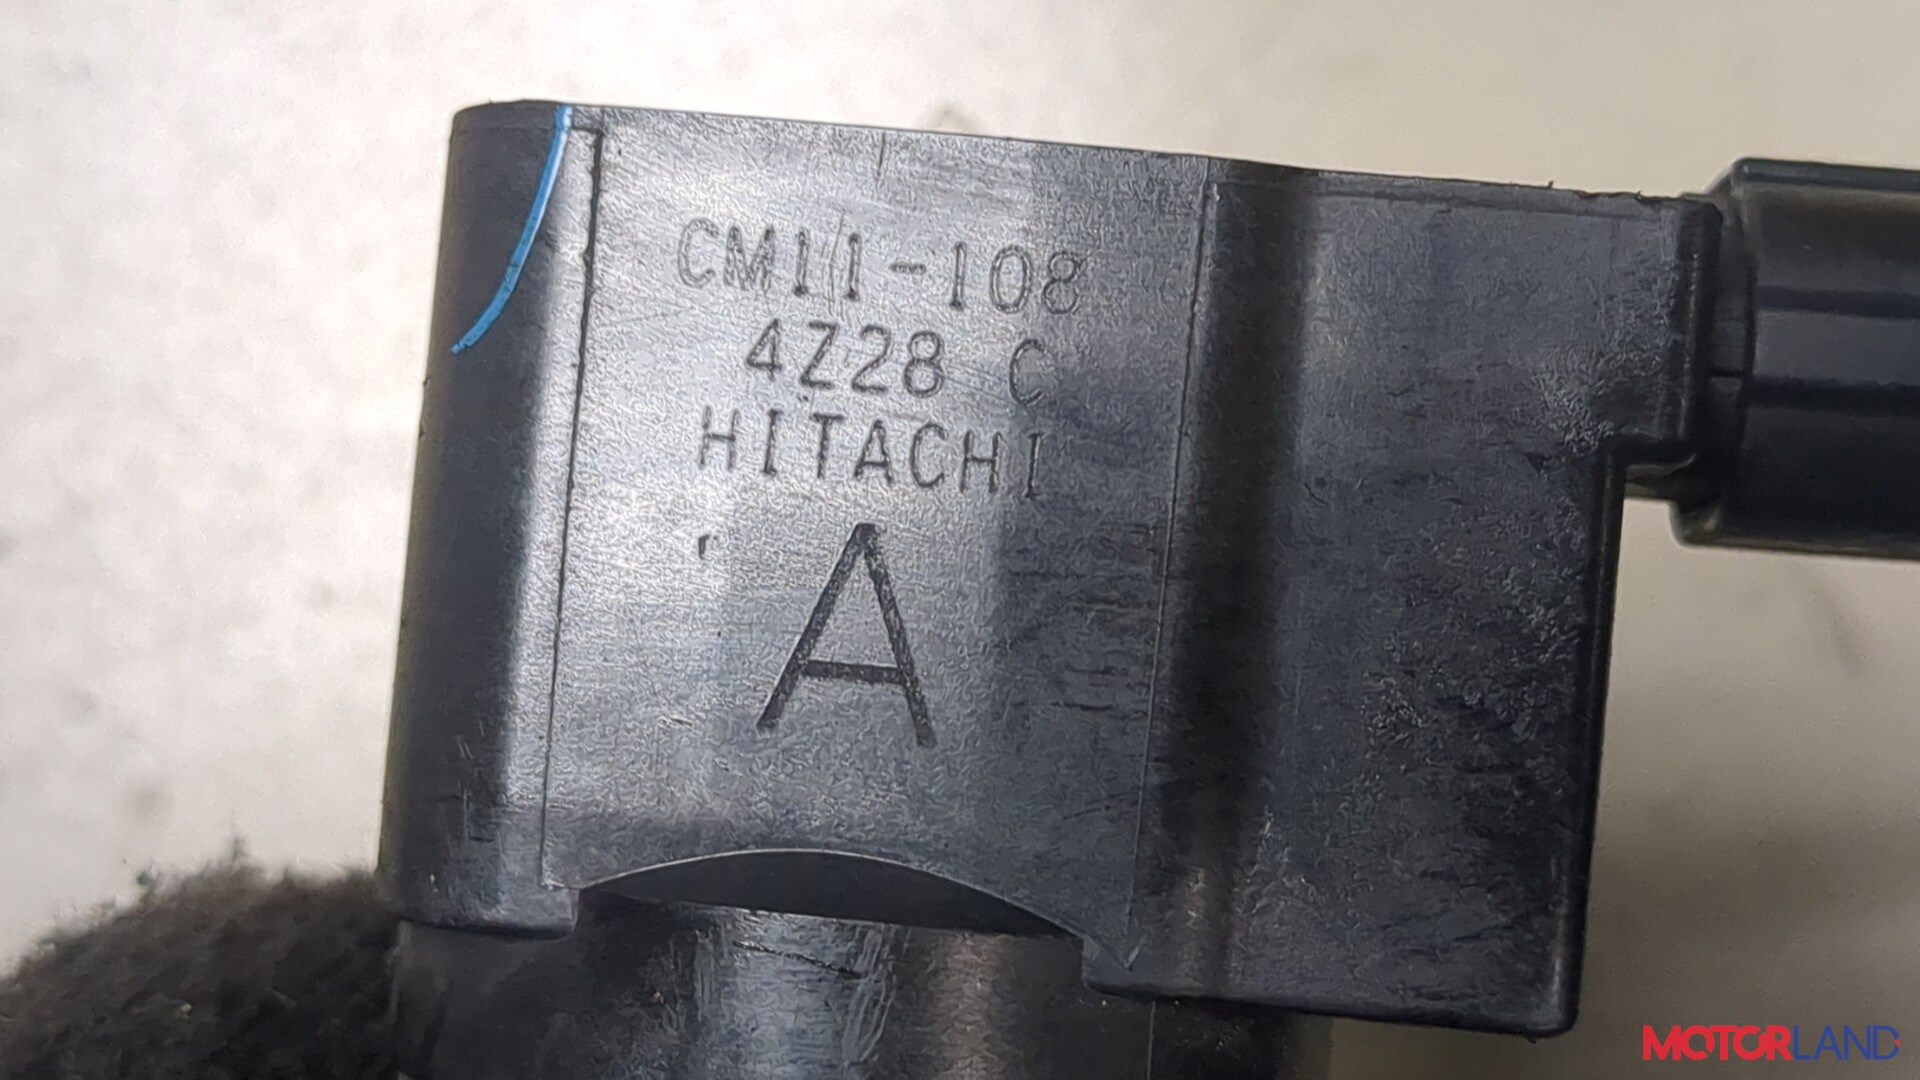 CM11-108
4Z28 C
HITACHI
A
MOTORLAND